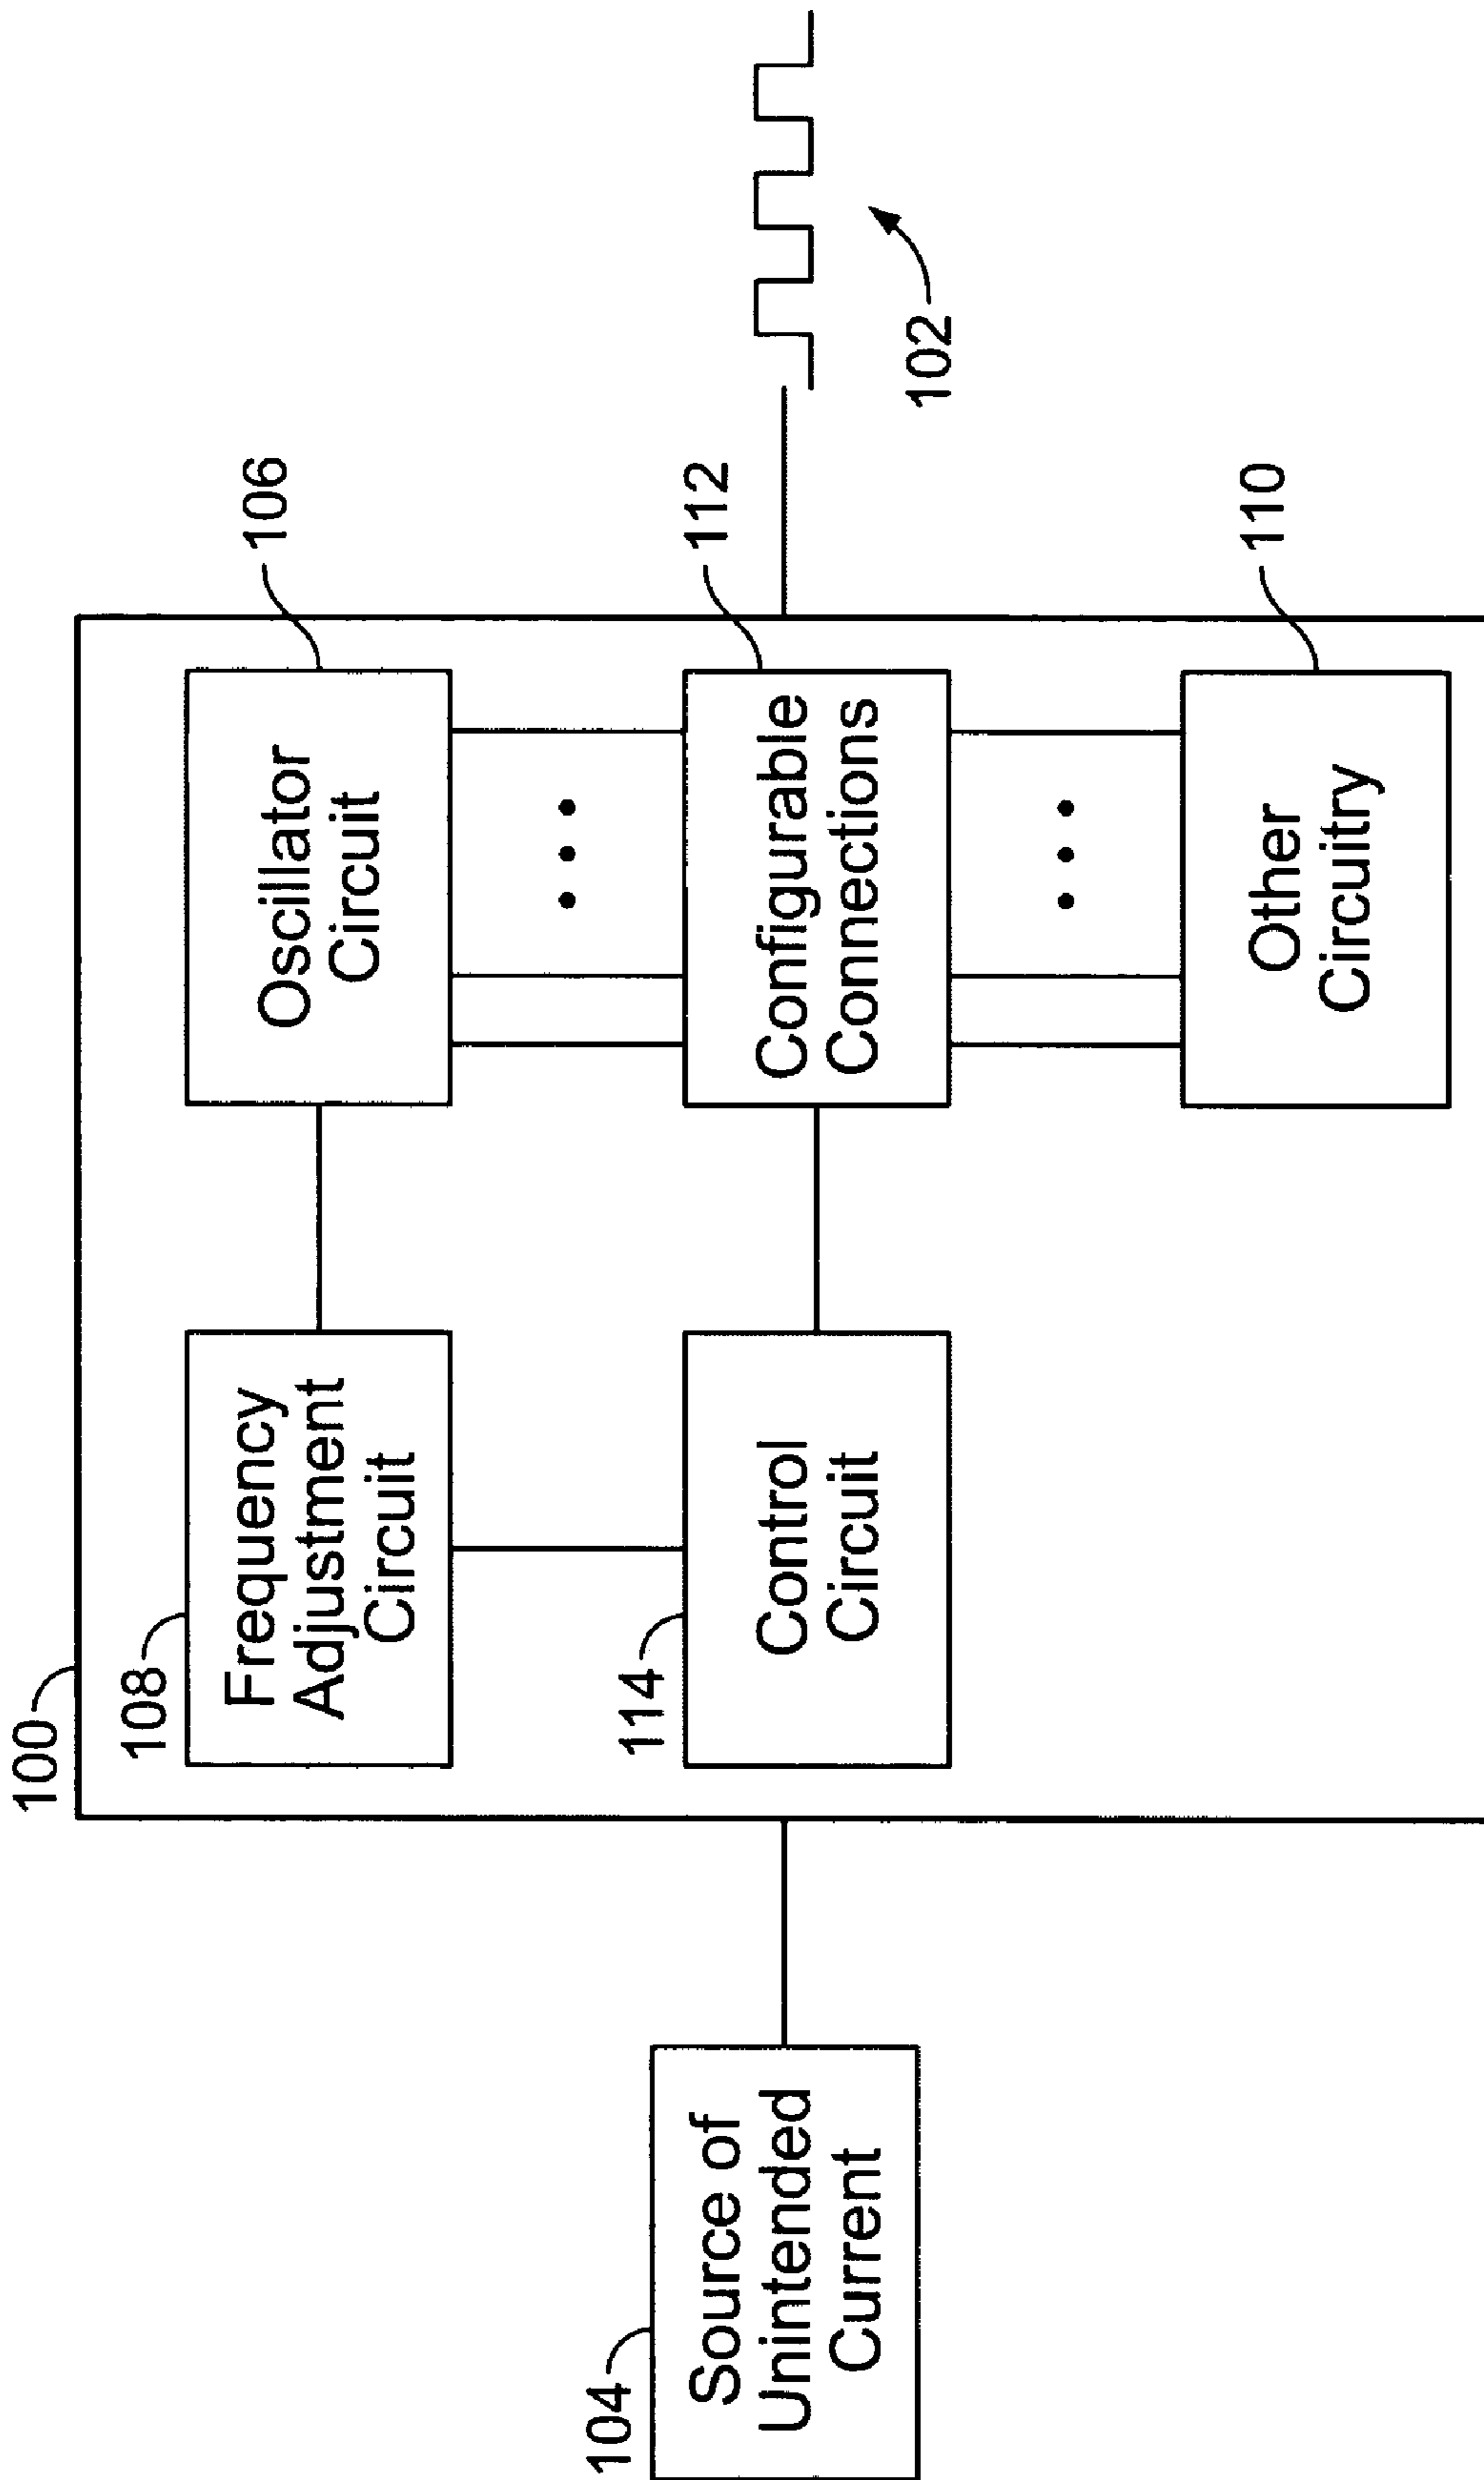 100
108
Frequency
Adjustment
Circuit
106
Oscillator
Circuit
104
Source of
Unintended
Current
114
Control
Circuit
112
Configurable
Connections
102
110
Other
Circuitry